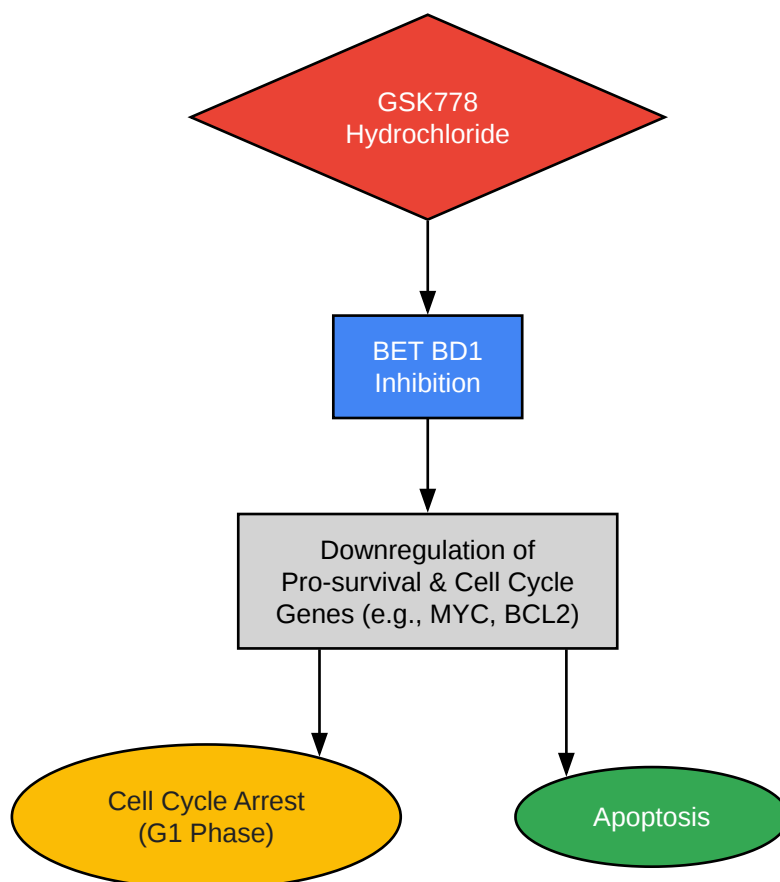 GSK778
Hydrochloride
BET BD1
Inhibition
Downregulation of
Pro-survival & Cell Cycle
Genes (e.g., MYC, BCL2)
Cell Cycle Arrest
(G1 Phase)
Apoptosis